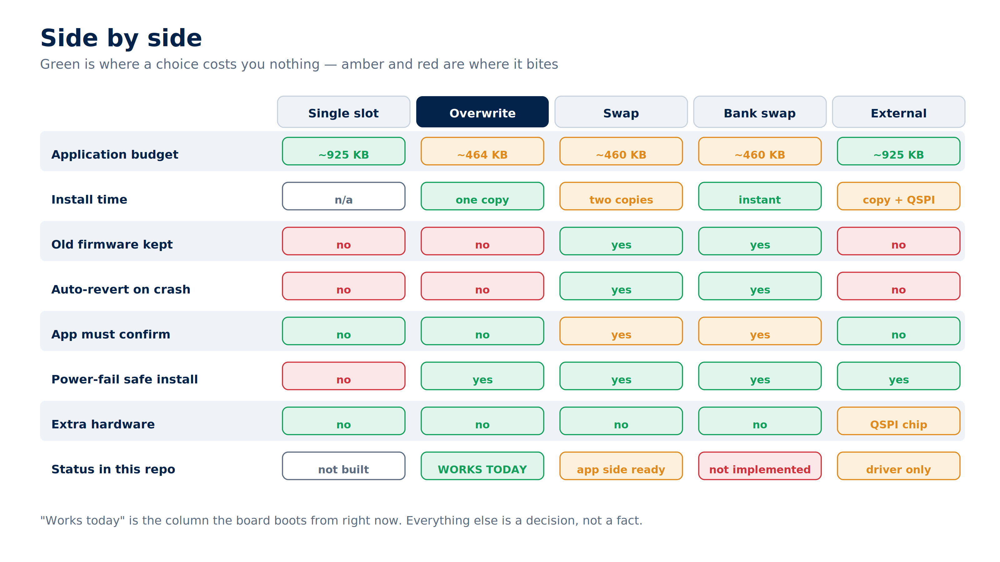 Side by side
Green is where a choice costs you nothing — amber and red are where it bites
Single slot Overwrite Swap Bank swap External
Application budget ~925 KB ~464 KB ~460 KB ~460 KB ~925 KB
Install time n/a one copy two copies instant copy + QSPI
Old firmware kept no no yes yes no
Auto-revert on crash no no yes yes no
App must confirm no no yes yes no
Power-fail safe install no yes yes yes yes
Extra hardware no no no no QSPI chip
Status in this repo not built WORKS TODAY app side ready not implemented driver only
"Works today" is the column the board boots from right now. Everything else is a decision, not a fact.